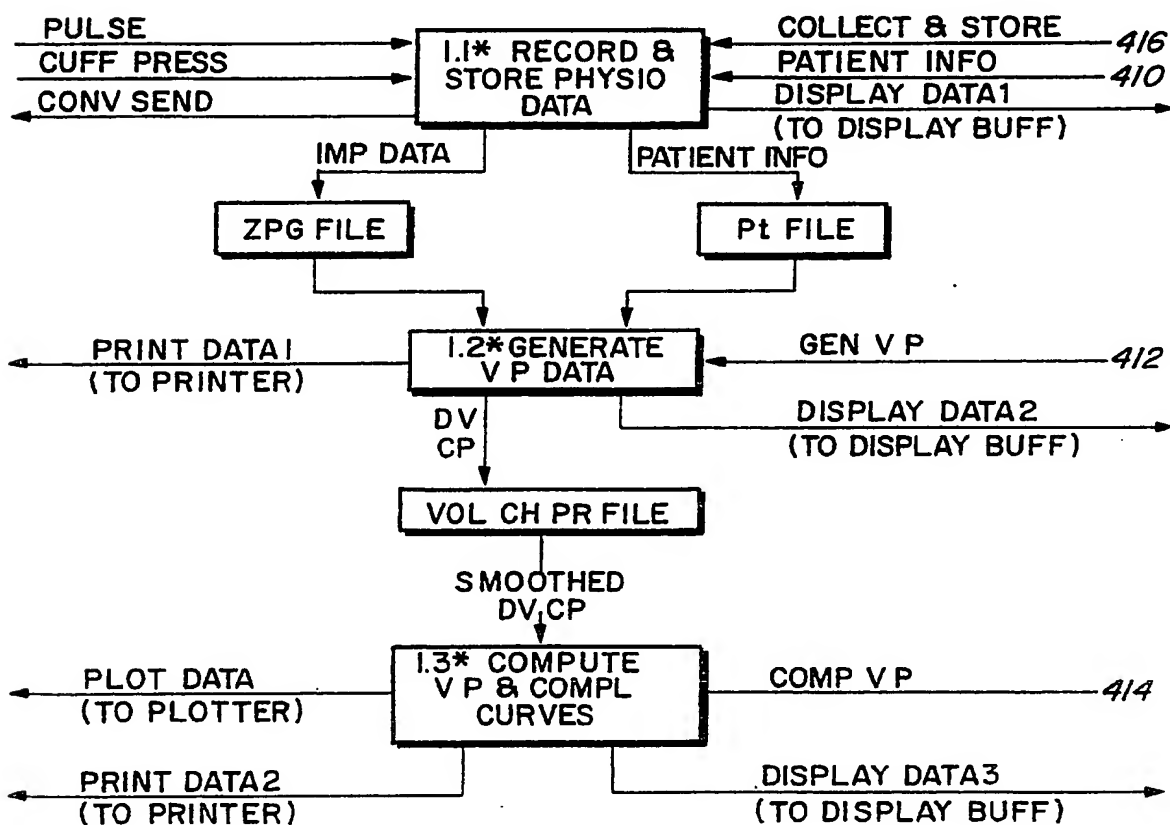 PULSE
CUFF PRESS
CONV SEND
1.1* RECORD &
STORE PHYSIO
DATA
COLLECT & STORE
416
PATIENT INFO
410
DISPLAY DATA1
(TO DISPLAY BUFF)
IMP DATA
PATIENT INFO
ZPG FILE
Pt FILE
PRINT DATA1
(TO PRINTER)
1.2* GENERATE
V P DATA
GEN V P
412
DISPLAY DATA2
(TO DISPLAY BUFF)
DV
CP
VOL CH PR FILE
SMOOTHED
DV, CP
PLOT DATA
(TO PLOTTER)
1.3* COMPUTE
V P & COMPL
CURVES
COMP V P
414
PRINT DATA2
(TO PRINTER)
DISPLAY DATA3
(TO DISPLAY BUFF)